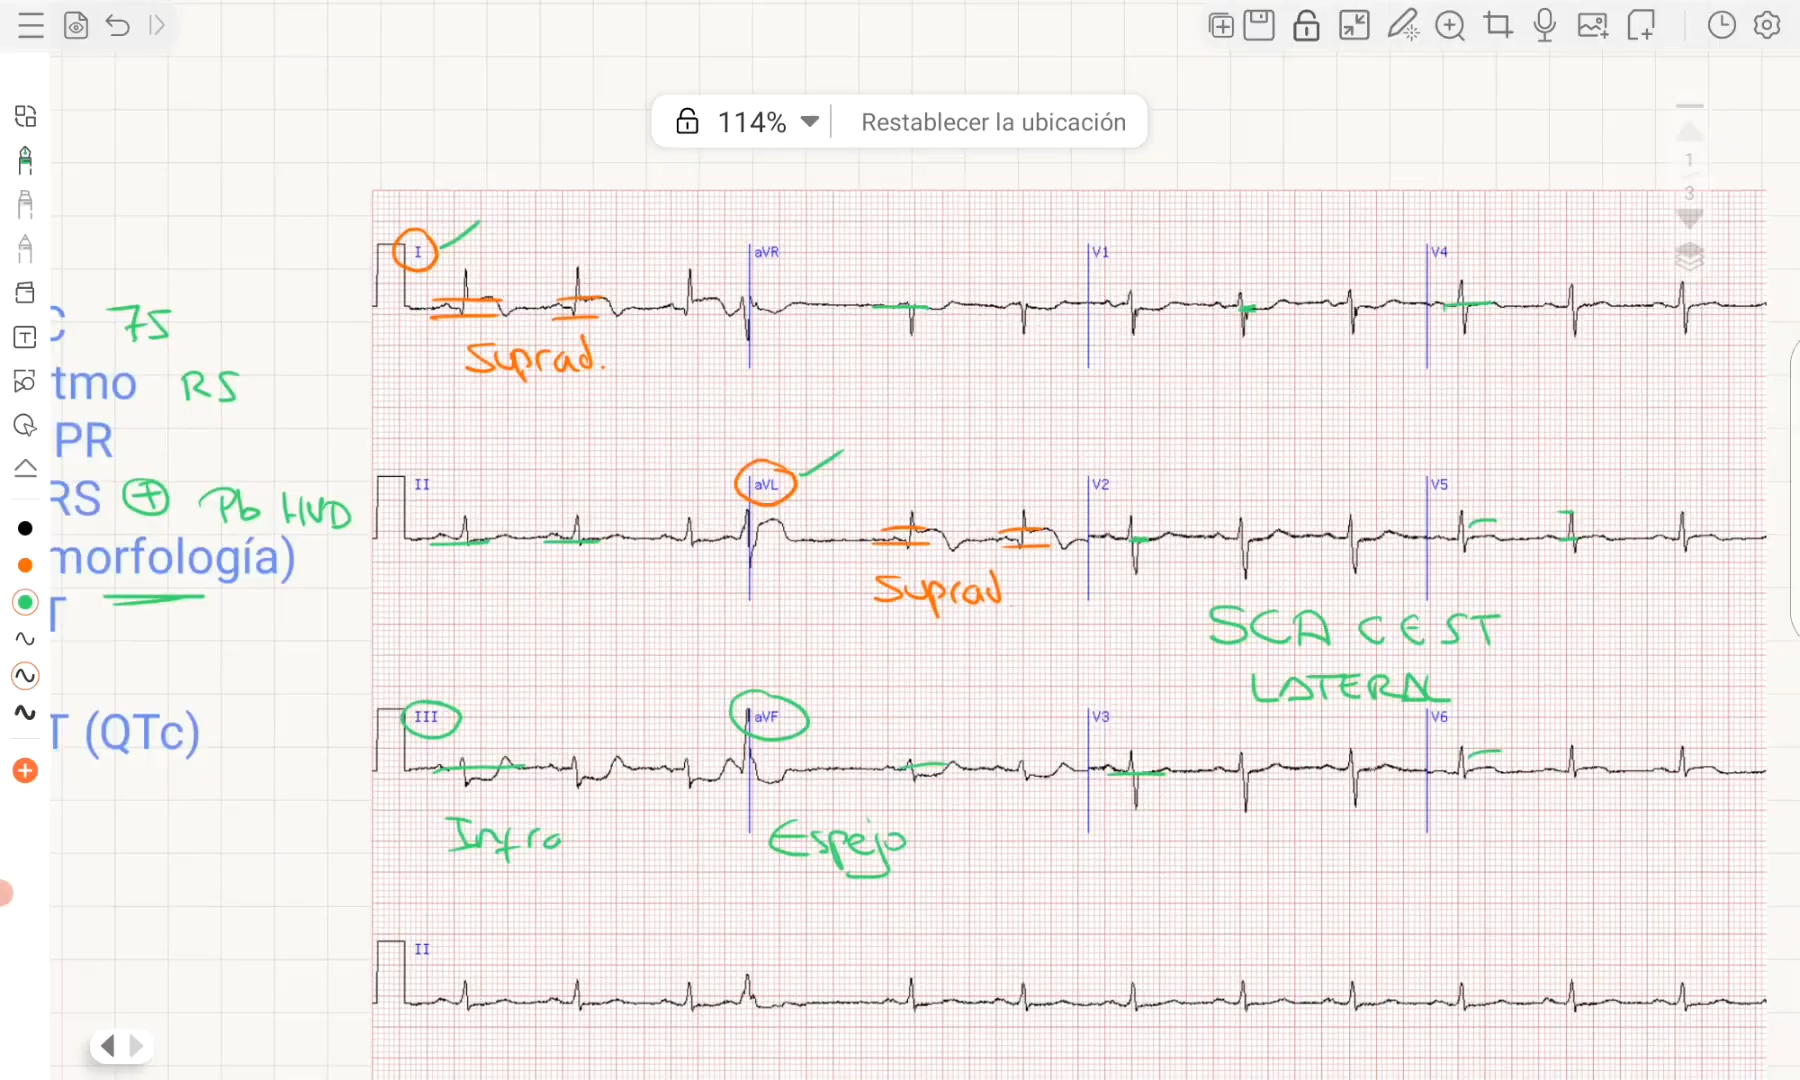 114% Restablecer la ubicación
1
3
I aVR V1 V4
75
Suprad.
tmo RS
PR
II aVL V2 V5
RS + Pb HVD
morfología)
Suprad.
T
SCA CEST
LATERAL
III aVF V3 V6
T (QTc)
Infra Espejo
II